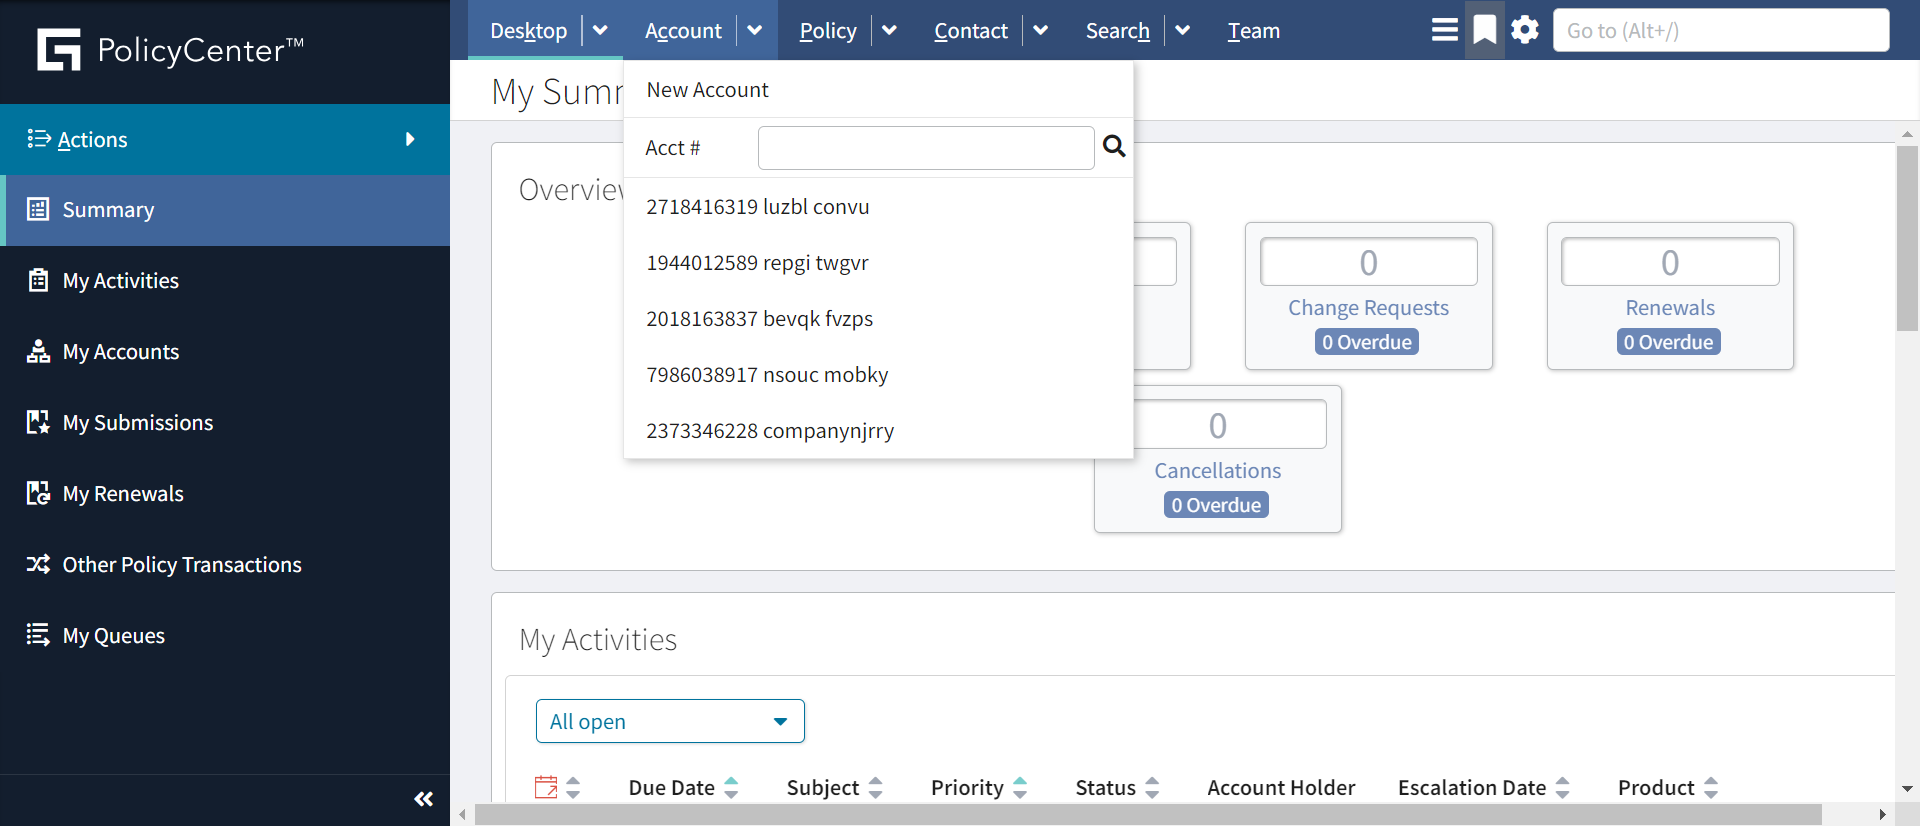 PolicyCenter™
Desktop
Account
Policy
Contact
Search
Team
Go to (Alt+/)
Actions
Summary
My Activities
My Accounts
My Submissions
My Renewals
Other Policy Transactions
My Queues
My Summ
New Account
Acct #
2718416319 luzbl convu
1944012589 repgi twgvr
2018163837 bevqk fvzps
7986038917 nsouc mobky
2373346228 companynjrry
Overview
0
Change Requests
0 Overdue
0
Renewals
0 Overdue
0
Cancellations
0 Overdue
My Activities
All open
Due Date
Subject
Priority
Status
Account Holder
Escalation Date
Product